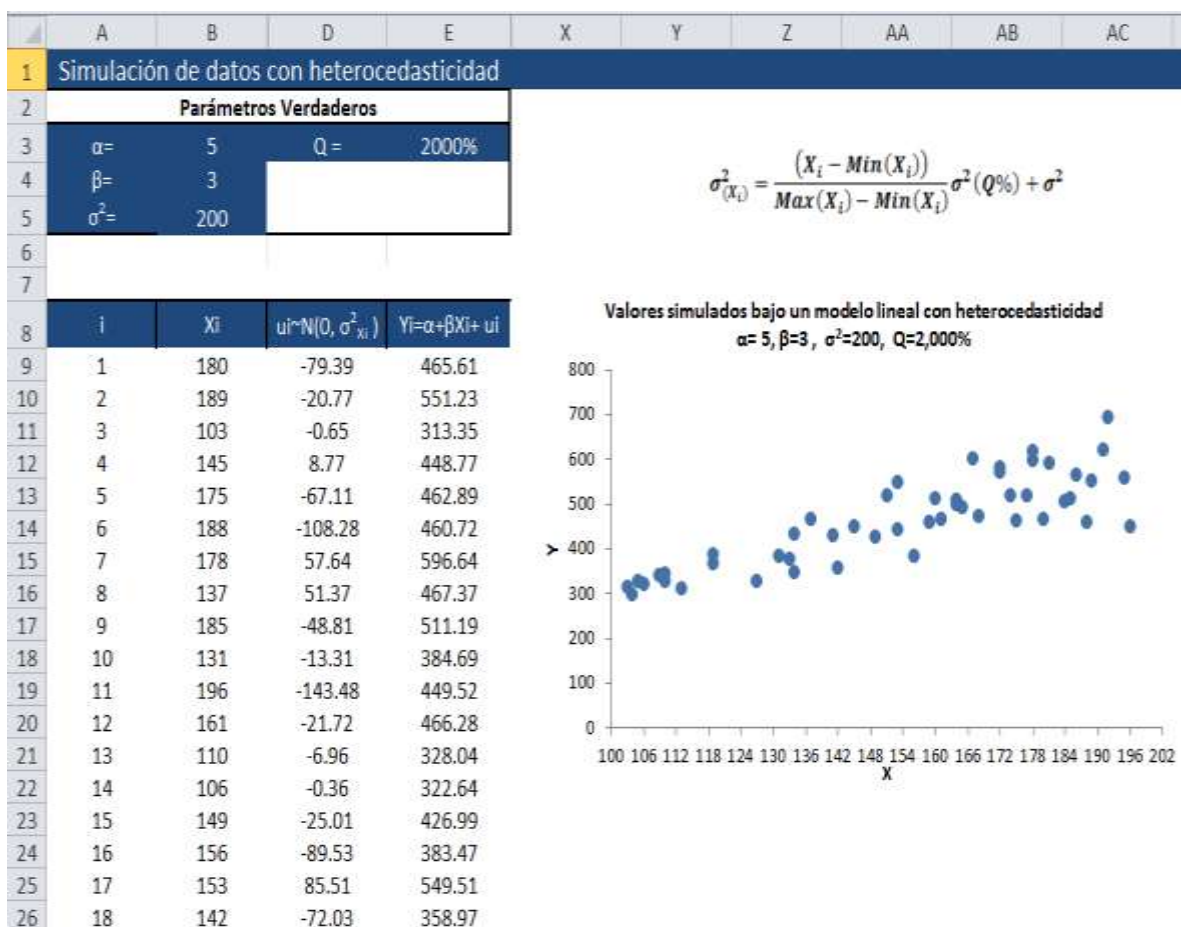 A B D E X Y Z AA AB AC
1 Simulación de datos con heterocedasticidad
2 Parámetros Verdaderos
3 α= 5 Q = 2000%
4 β= 3
5 σ²= 200
6
7
σ²(Xi) = (Xi − Min(Xi)) / Max(Xi) − Min(Xi) σ²(Q%) + σ²
8 i Xi ui~N(0, σ²Xi ) Yi=α+βXi+ ui
9 1 180 -79.39 465.61
10 2 189 -20.77 551.23
11 3 103 -0.65 313.35
12 4 145 8.77 448.77
13 5 175 -67.11 462.89
14 6 188 -108.28 460.72
15 7 178 57.64 596.64
16 8 137 51.37 467.37
17 9 185 -48.81 511.19
18 10 131 -13.31 384.69
19 11 196 -143.48 449.52
20 12 161 -21.72 466.28
21 13 110 -6.96 328.04
22 14 106 -0.36 322.64
23 15 149 -25.01 426.99
24 16 156 -89.53 383.47
25 17 153 85.51 549.51
26 18 142 -72.03 358.97
Valores simulados bajo un modelo lineal con heterocedasticidad
α= 5, β=3 , σ²=200, Q=2,000%
800
700
600
500
400
300
200
100
0
Y
100 106 112 118 124 130 136 142 148 154 160 166 172 178 184 190 196 202
X